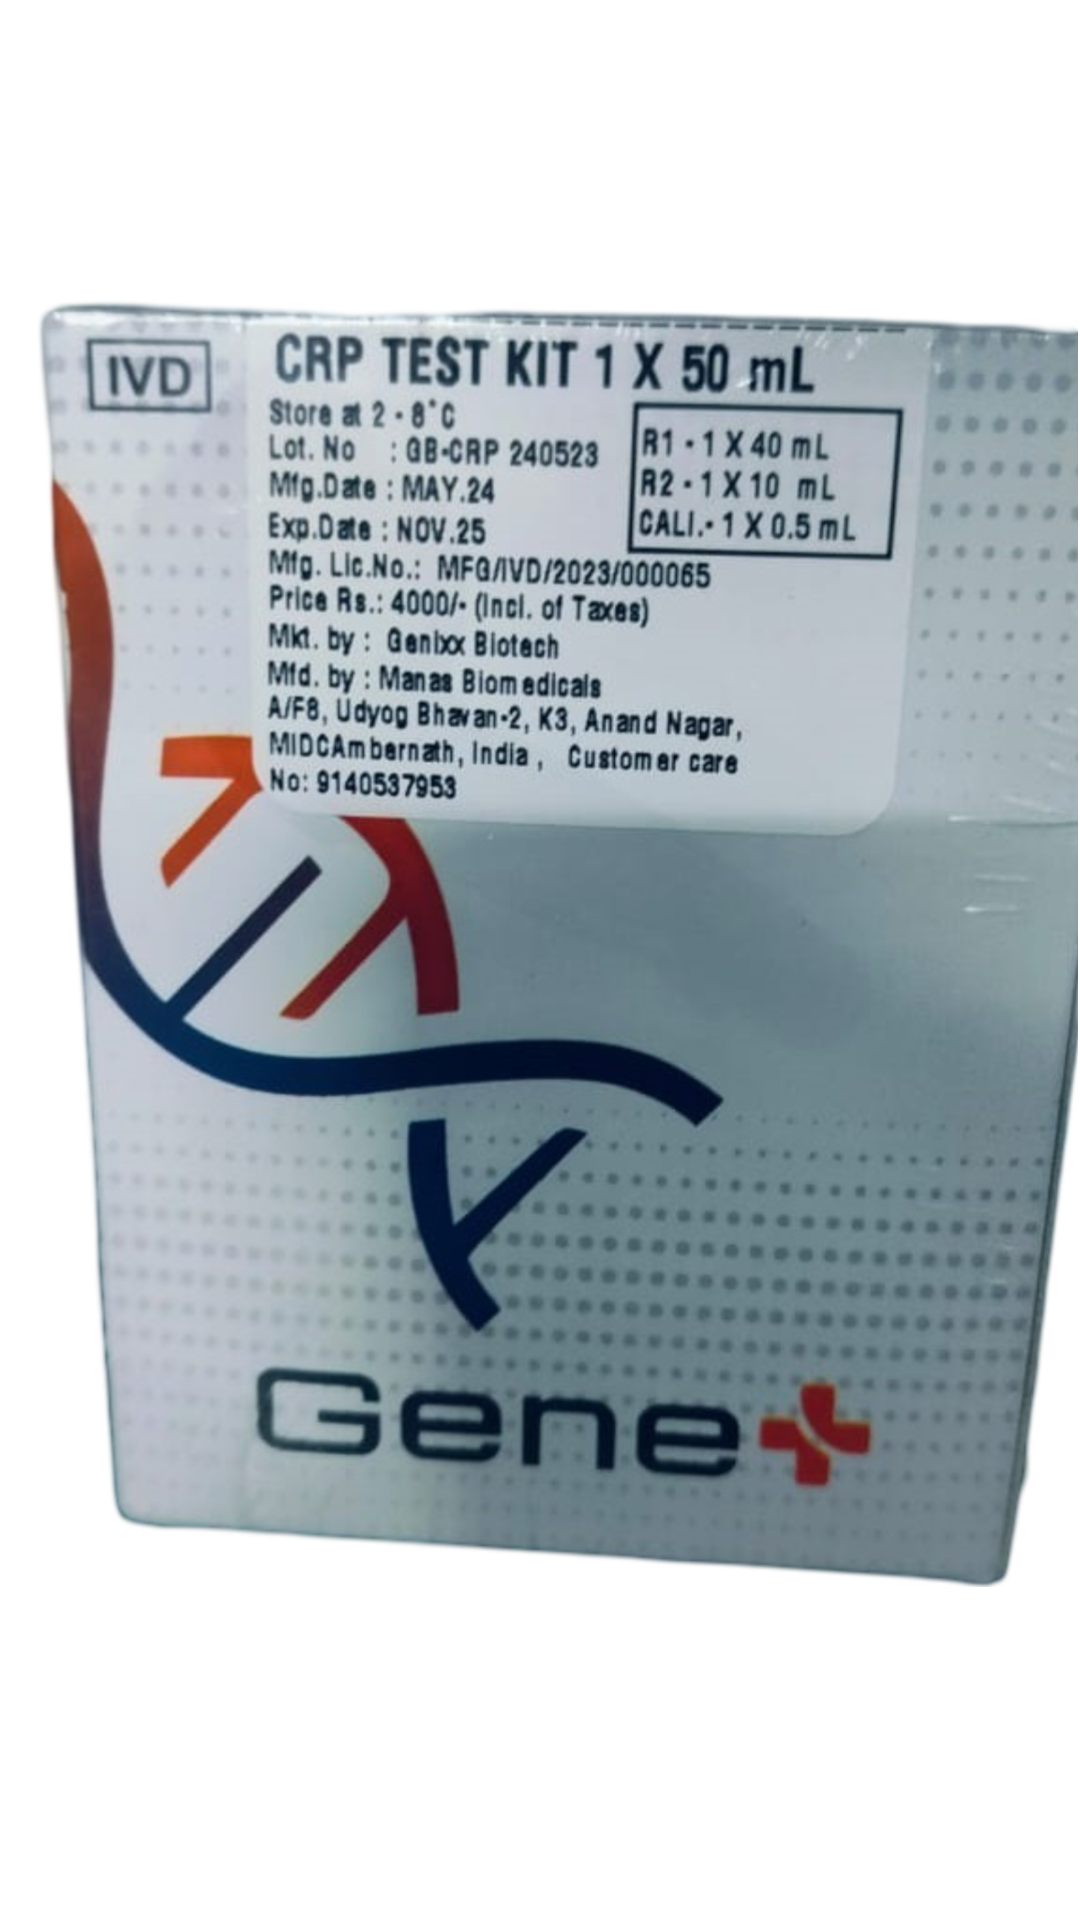 IVD
CRP TEST KIT 1 X 50 mL
Store at 2 - 8°C
Lot. No : GB-CRP 240523
Mfg.Date : MAY.24
Exp.Date : NOV.25
R1 - 1 X 40 mL
R2 - 1 X 10 mL
CALI.- 1 X 0.5 mL
Mfg. Lic.No.: MFG/IVD/2023/000065
Price Rs.: 4000/- (Incl. of Taxes)
Mkt. by : Genixx Biotech
Mfd. by : Manas Biomedicals
A/F8, Udyog Bhavan-2, K3, Anand Nagar,
MIDCAmbernath, India , Customer care
No: 9140537953
Gene+